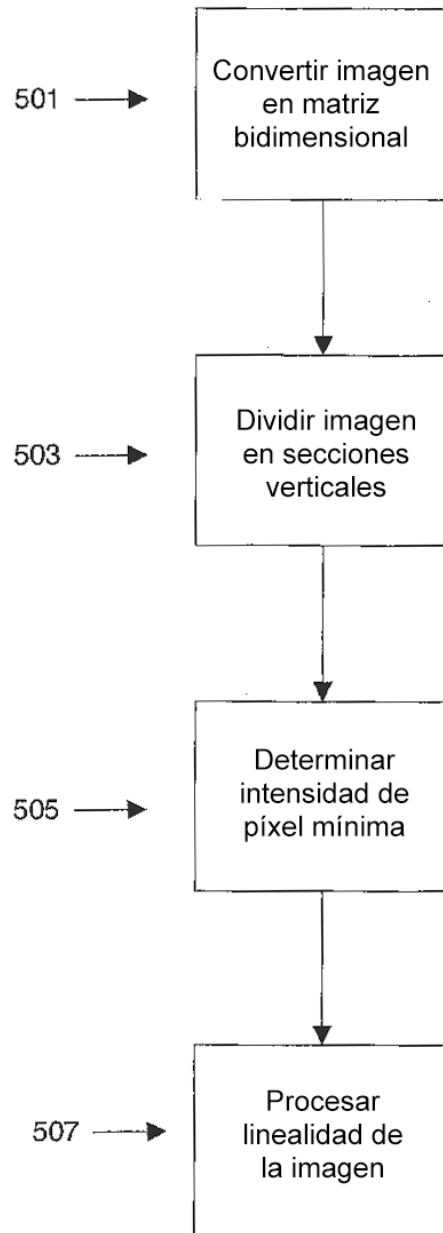 501
Convertir imagen
en matriz
bidimensional
503
Dividir imagen
en secciones
verticales
505
Determinar
intensidad de
píxel mínima
507
Procesar
linealidad de
la imagen